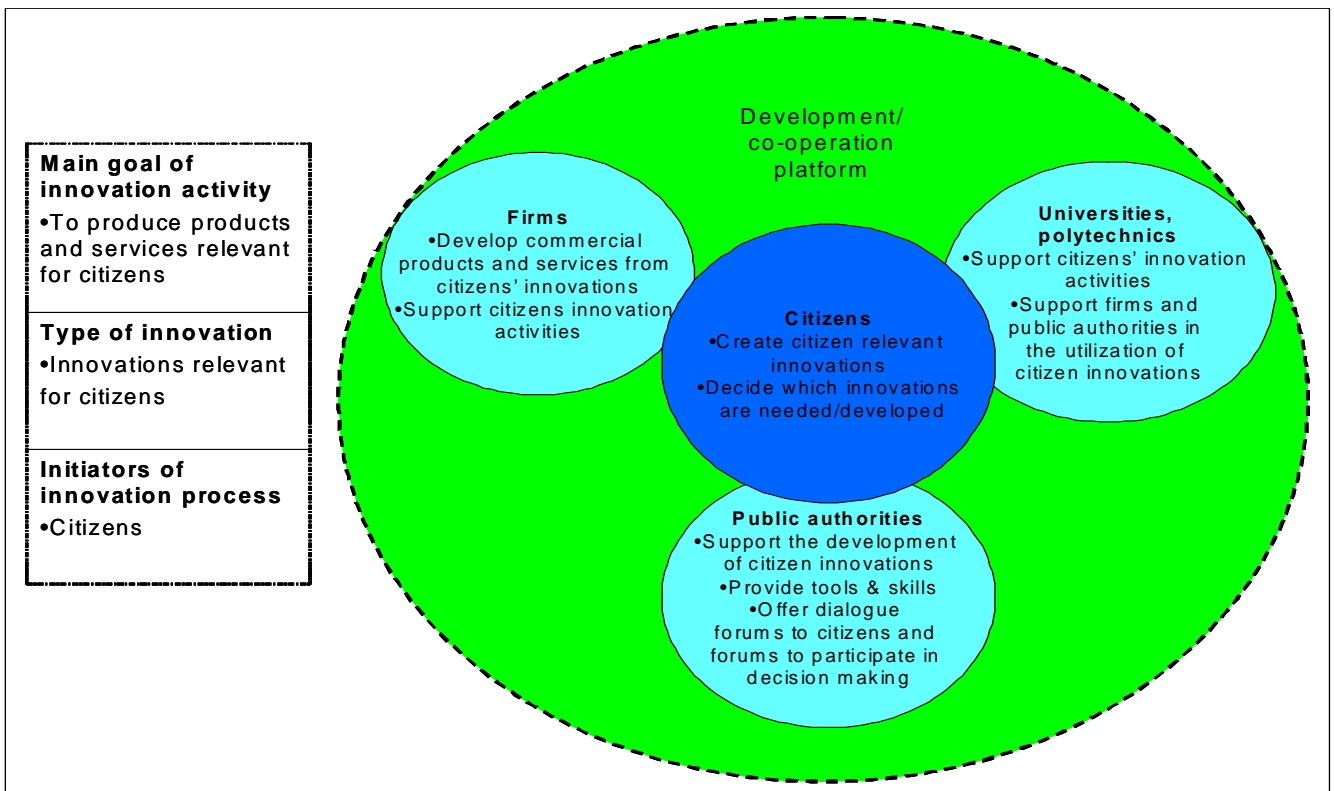 Main goal of
innovation activity
•To produce products
and services relevant
for citizens
Type of innovation
•Innovations relevant
for citizens
Initiators of
innovation process
•Citizens
Development/
co-operation
platform
Firms
•Develop commercial
products and services from
citizens’ innovations
•Support citizens innovation
activities
Citizens
•Create citizen relevant
innovations
•Decide which innovations
are needed/developed
Universities,
polytechnics
•Support citizens’ innovation
activities
•Support firms and
public authorities in
the utilization of
citizen innovations
Public authorities
•Support the development
of citizen innovations
•Provide tools & skills
•Offer dialogue
forums to citizens and
forums to participate in
decision making